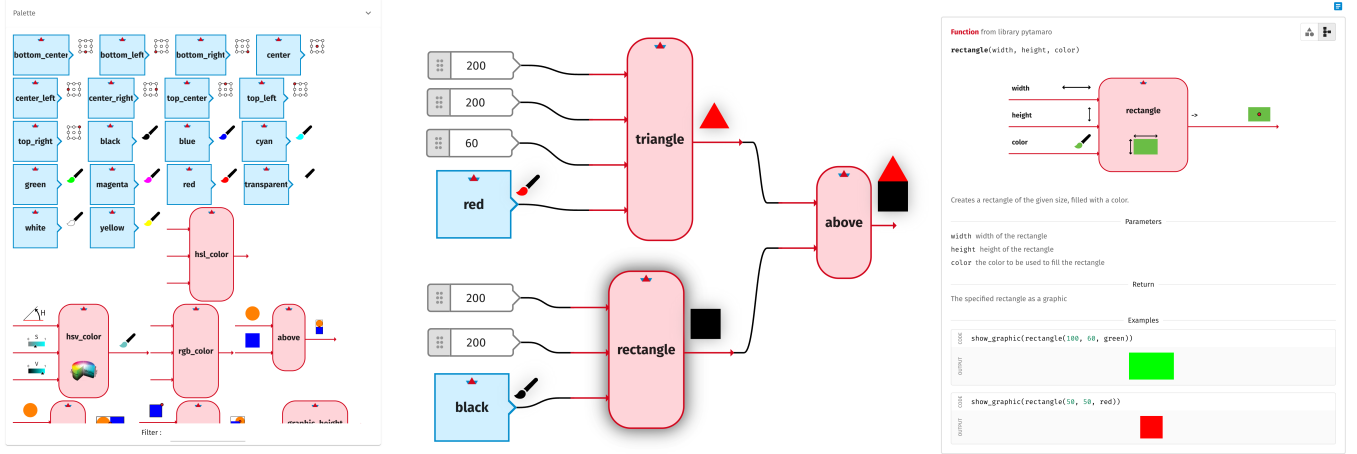 Palette
bottom_center
bottom_left
bottom_right
center
center_left
center_right
top_center
top_left
top_right
black
blue
cyan
green
magenta
red
transparent
white
yellow
hsl_color
H
S
V
hsv_color
rgb_color
above
graphic_height
Filter :
200
200
60
red
triangle
200
200
black
rectangle
above
Function from library pytamaro
rectangle(width, height, color)
width
height
color
rectangle
->
Creates a rectangle of the given size, filled with a color.
Parameters
width width of the rectangle
height height of the rectangle
color the color to be used to fill the rectangle
Return
The specified rectangle as a graphic
Examples
CODE
show_graphic(rectangle(100, 60, green))
OUTPUT
CODE
show_graphic(rectangle(50, 50, red))
OUTPUT